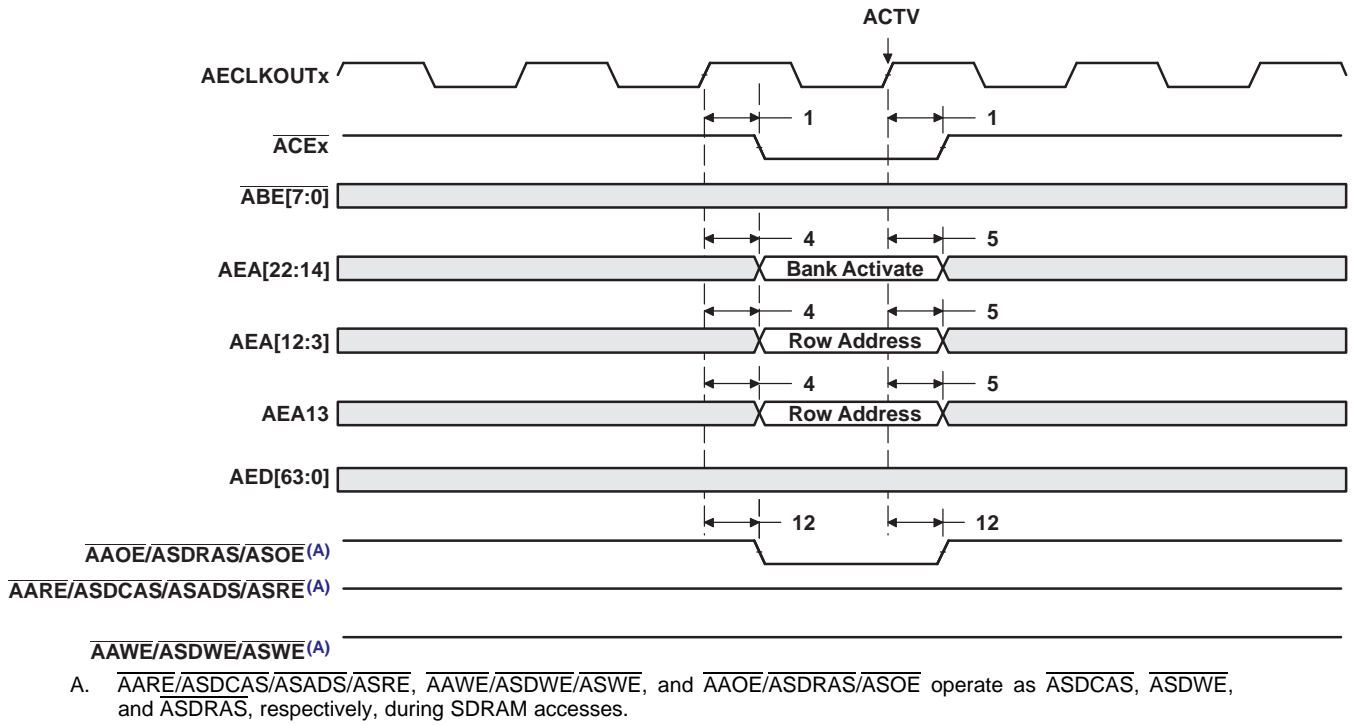 ACTV
AECLKOUTx
1 1
ACEx
ABE[7:0]
4 5
AEA[22:14] Bank Activate
4 5
AEA[12:3] Row Address
4 5
AEA13 Row Address
AED[63:0]
12 12
AAOE/ASDRAS/ASOE(A)
AARE/ASDCAS/ASADS/ASRE(A)
AAWE/ASDWE/ASWE(A)
A. AARE/ASDCAS/ASADS/ASRE, AAWE/ASDWE/ASWE, and AAOE/ASDRAS/ASOE operate as ASDCAS, ASDWE,
and ASDRAS, respectively, during SDRAM accesses.